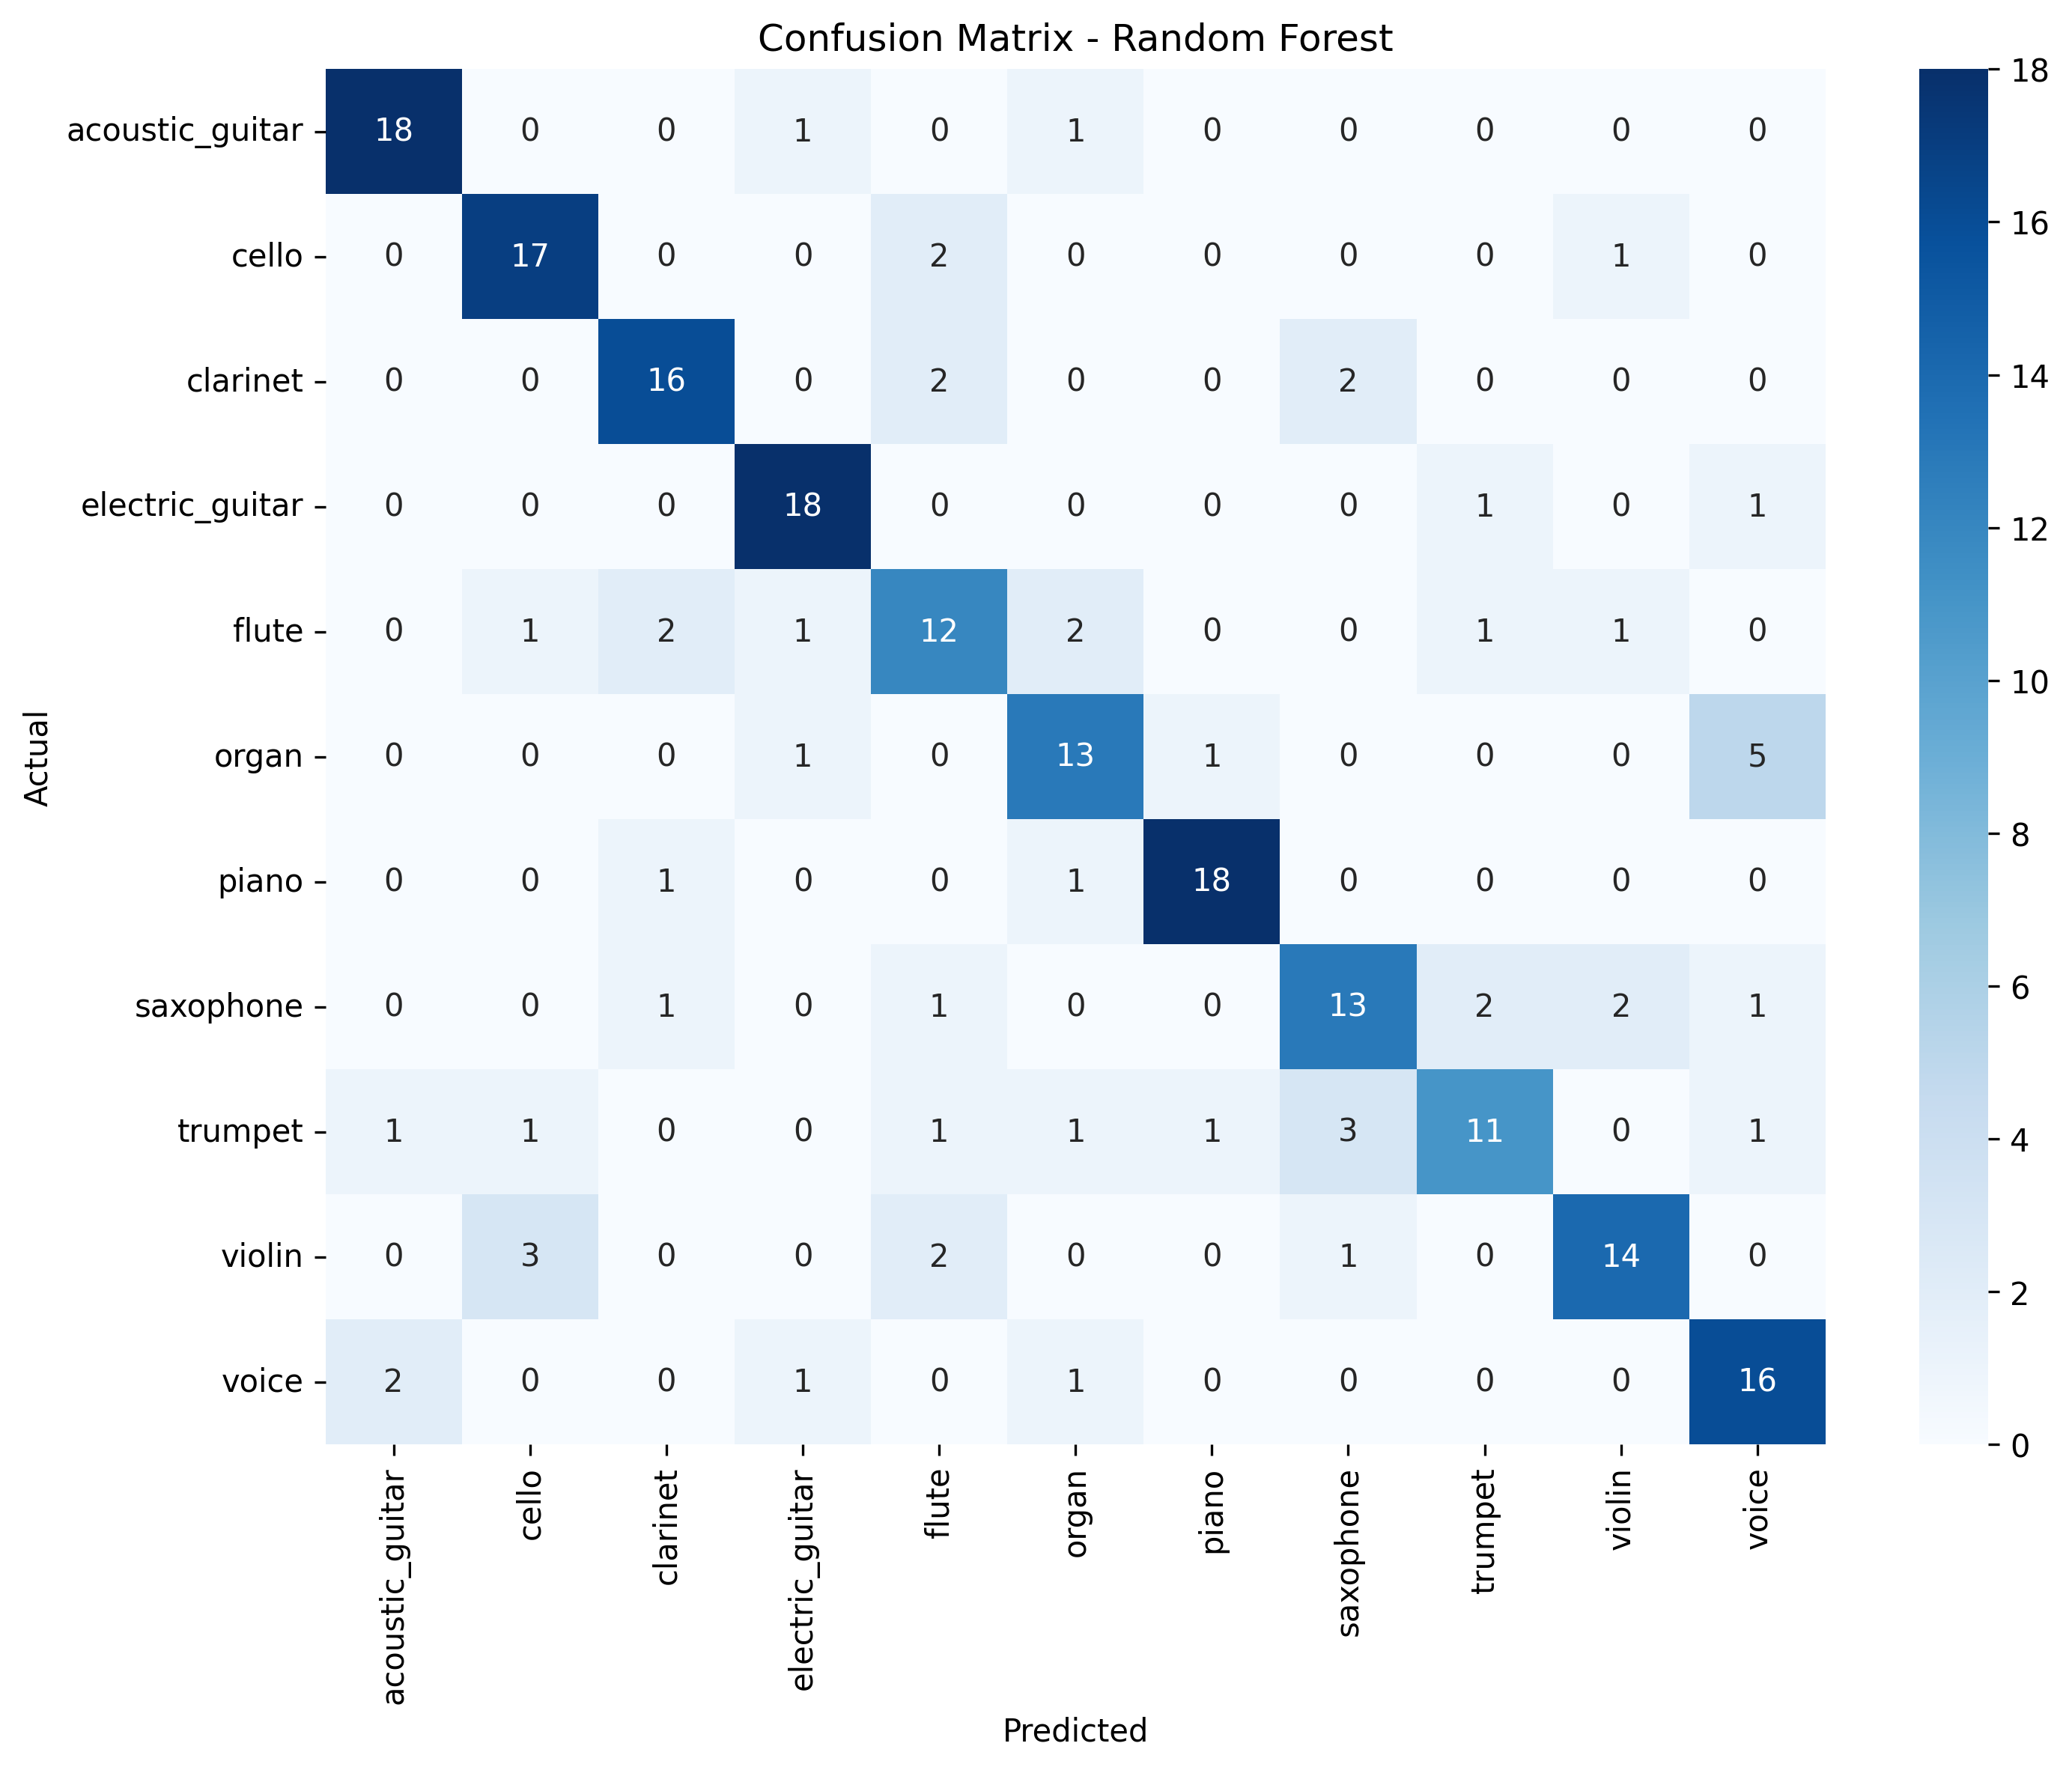 Confusion Matrix - Random Forest
acoustic_guitar 18 0 0 1 0 1 0 0 0 0 0
cello 0 17 0 0 2 0 0 0 0 1 0
clarinet 0 0 16 0 2 0 0 2 0 0 0
electric_guitar 0 0 0 18 0 0 0 0 1 0 1
flute 0 1 2 1 12 2 0 0 1 1 0
organ 0 0 0 1 0 13 1 0 0 0 5
piano 0 0 1 0 0 1 18 0 0 0 0
saxophone 0 0 1 0 1 0 0 13 2 2 1
trumpet 1 1 0 0 1 1 1 3 11 0 1
violin 0 3 0 0 2 0 0 1 0 14 0
voice 2 0 0 1 0 1 0 0 0 0 16
Actual
acoustic_guitar cello clarinet electric_guitar flute organ piano saxophone trumpet violin voice
Predicted
18
16
14
12
10
8
6
4
2
0